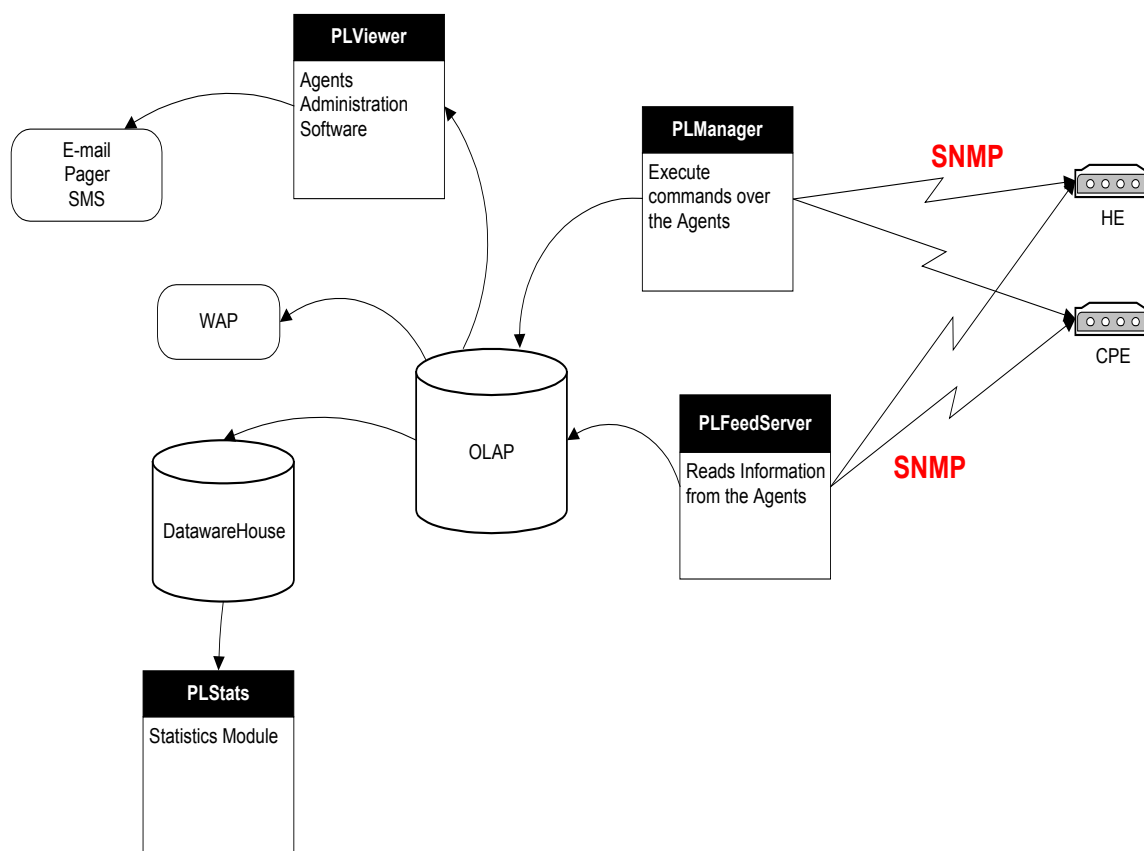 PLViewer
Agents
Administration
Software
E-mail
Pager
SMS
PLManager
Execute
commands over
the Agents
SNMP
HE
WAP
CPE
OLAP
PLFeedServer
Reads Information
from the Agents
SNMP
DatawareHouse
PLStats
Statistics Module